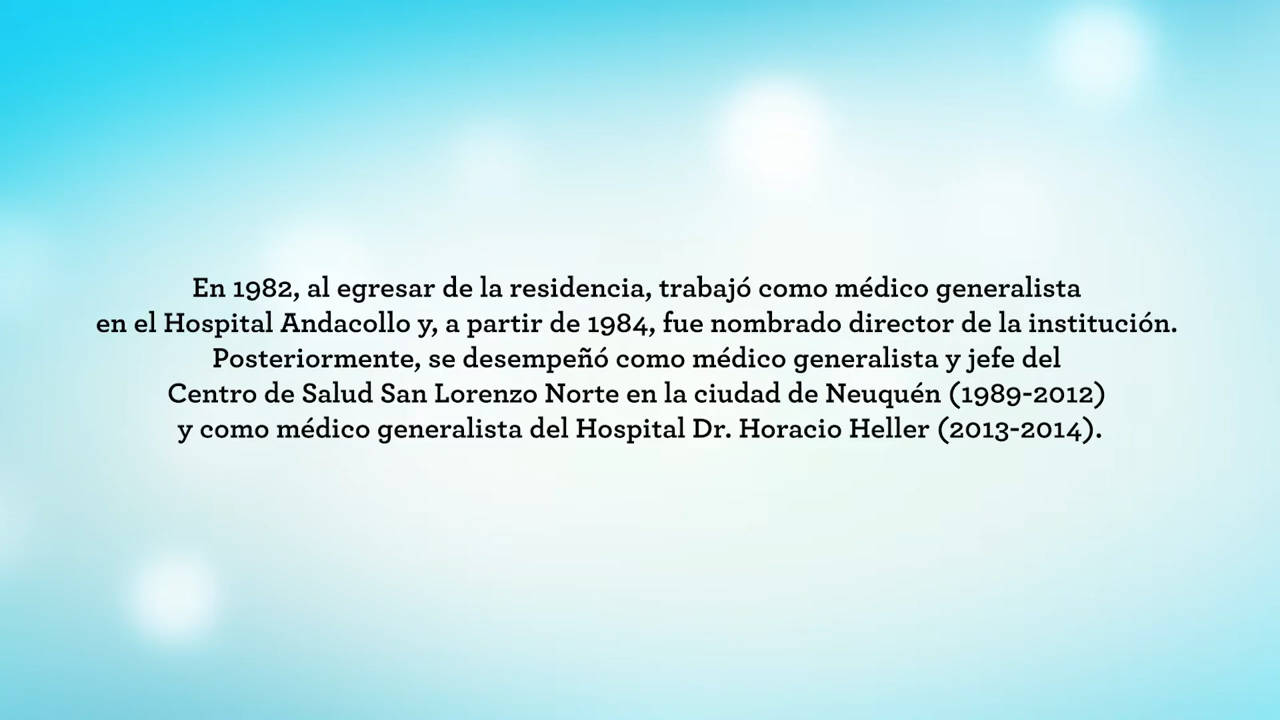 En 1982, al egresar de la residencia, trabajó como médico generalista
en el Hospital Andacollo y, a partir de 1984, fue nombrado director de la institución.
Posteriormente, se desempeñó como médico generalista y jefe del
Centro de Salud San Lorenzo Norte en la ciudad de Neuquén (1989-2012)
y como médico generalista del Hospital Dr. Horacio Heller (2013-2014).